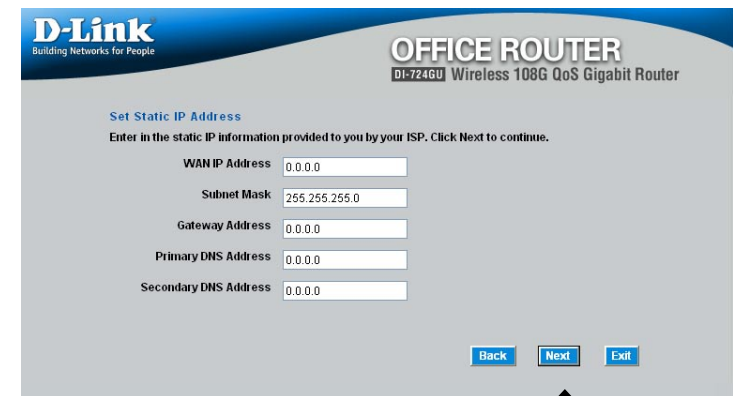 D-Link
Building Networks for People
OFFICE ROUTER
DI-724GU Wireless 108G QoS Gigabit Router
Set Static IP Address
Enter in the static IP information provided to you by your ISP. Click Next to continue.
WAN IP Address 0.0.0.0
Subnet Mask 255.255.255.0
Gateway Address 0.0.0.0
Primary DNS Address 0.0.0.0
Secondary DNS Address 0.0.0.0
Back Next Exit